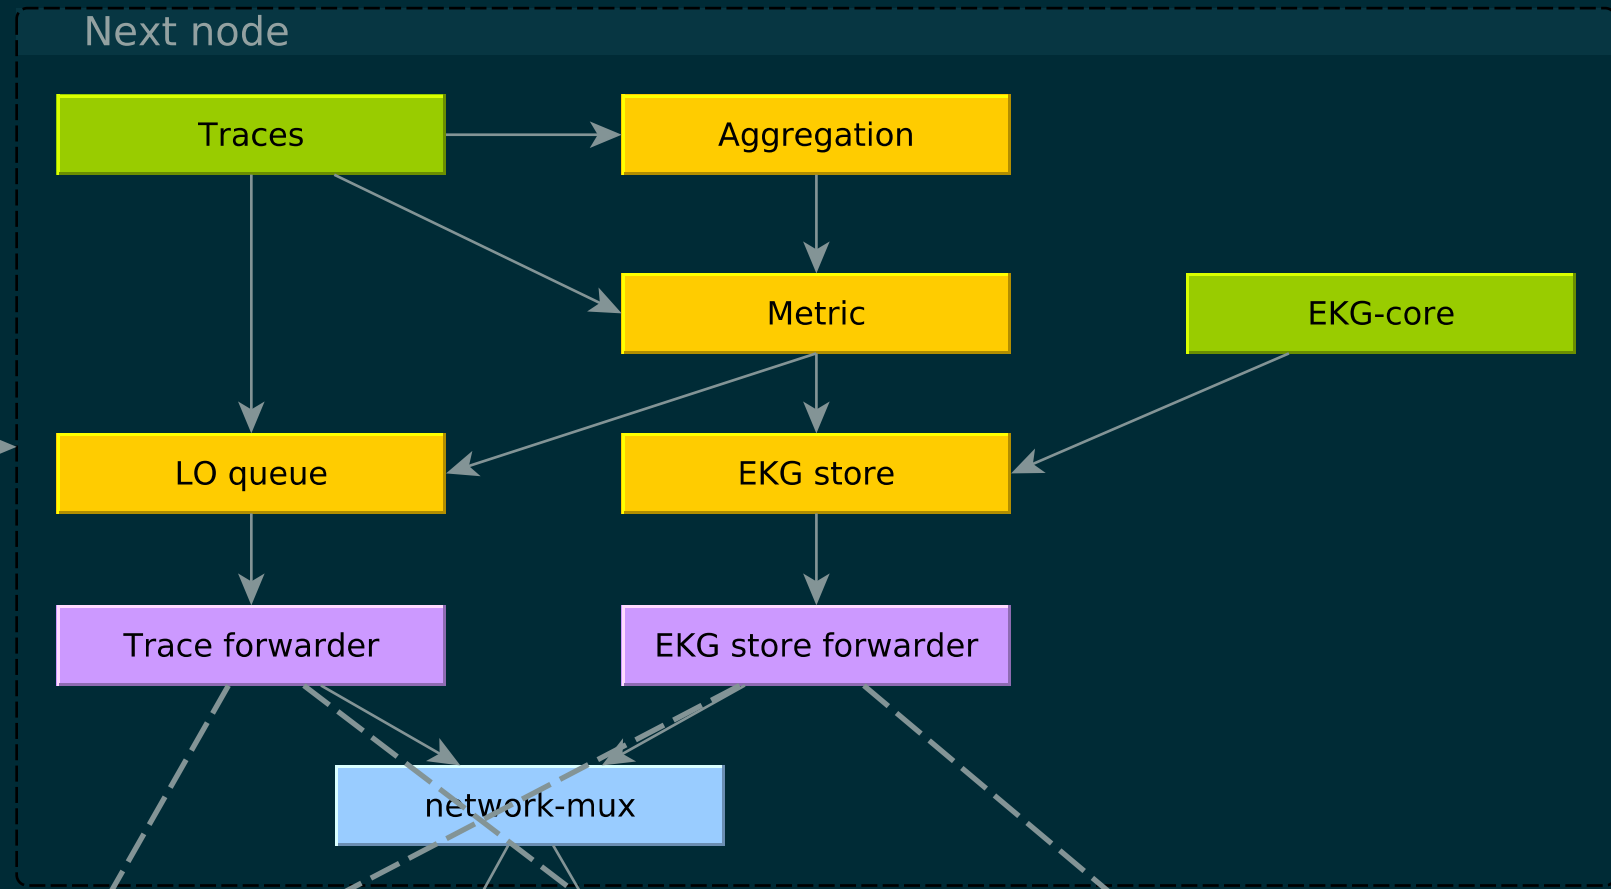 Next node
Traces
Aggregation
Metric
EKG-core
LO queue
EKG store
Trace forwarder
EKG store forwarder
network-mux